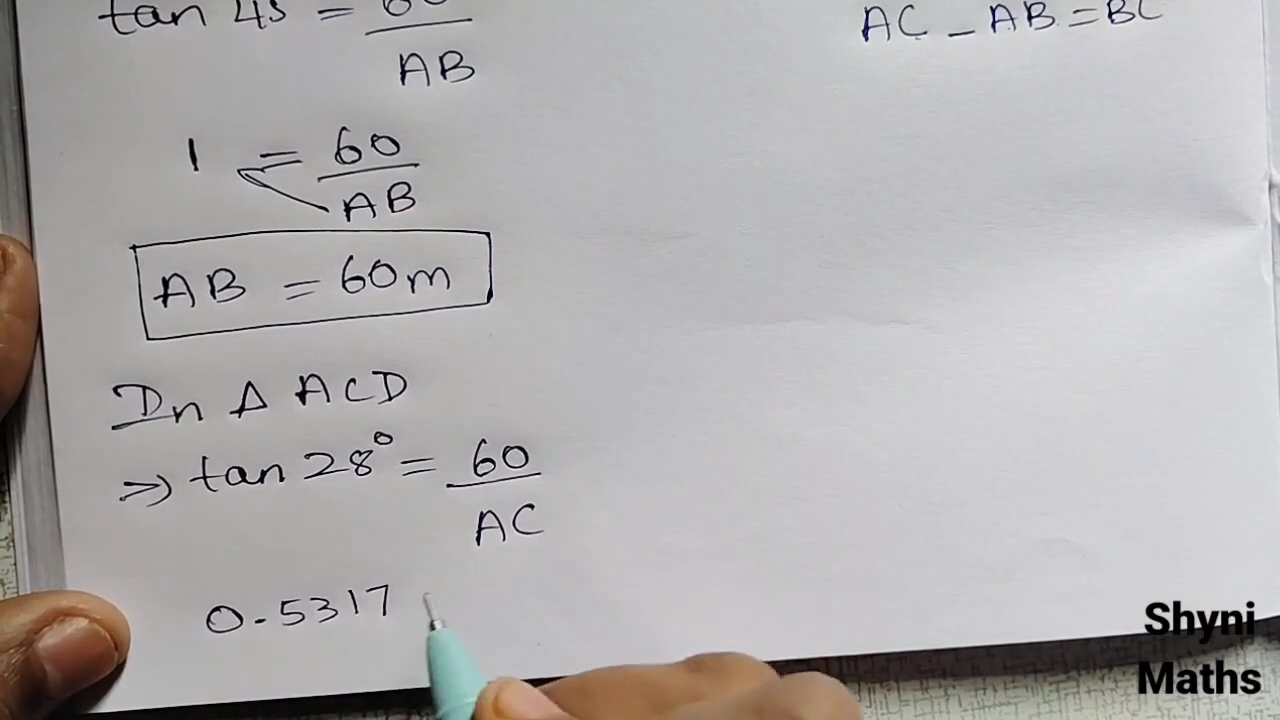 tan 45 = 60
AB
AC - AB = BC
1 = 60
AB
AB = 60m
In Δ ACD
⇒ tan 28° = 60
AC
0.5317
Shyni
Maths